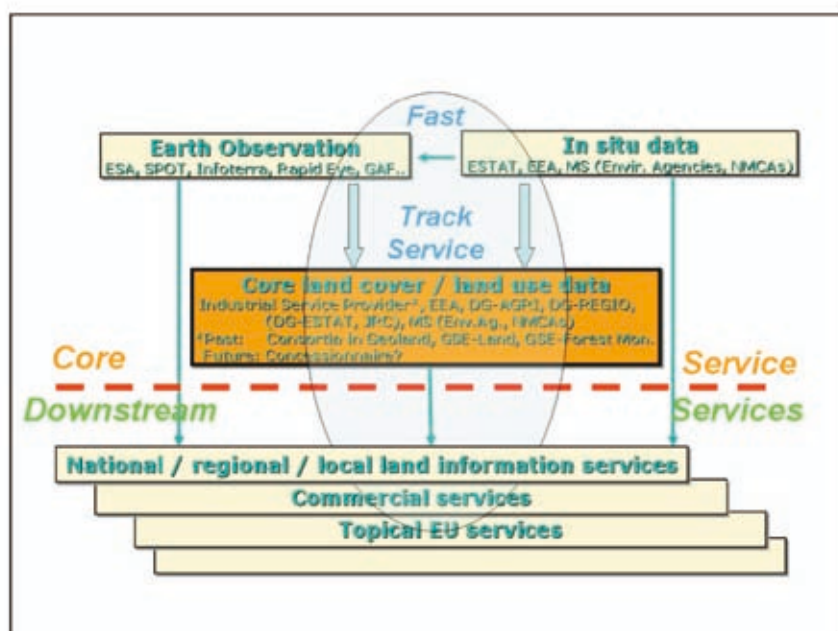 Fast
Earth Observation
ESA, SPOT, Infoterra, Rapid Eye, GAF..
In situ data
ESTAT, EEA, MS (Envir. Agencies, NMCAs)
Track
Service
Core land cover / land use data
Industrial Service Provider*, EEA, DG-AGRI, DG-REGIO,
(DG-ESTAT, JRC), MS (Env.Ag., NMCAs)
*Past: Consortia in Geoland, GSE-Land, GSE-Forest Mon.
Future: Concessionnaire?
Core Service
Downstream Services
National / regional / local land information services
Commercial services
Topical EU services